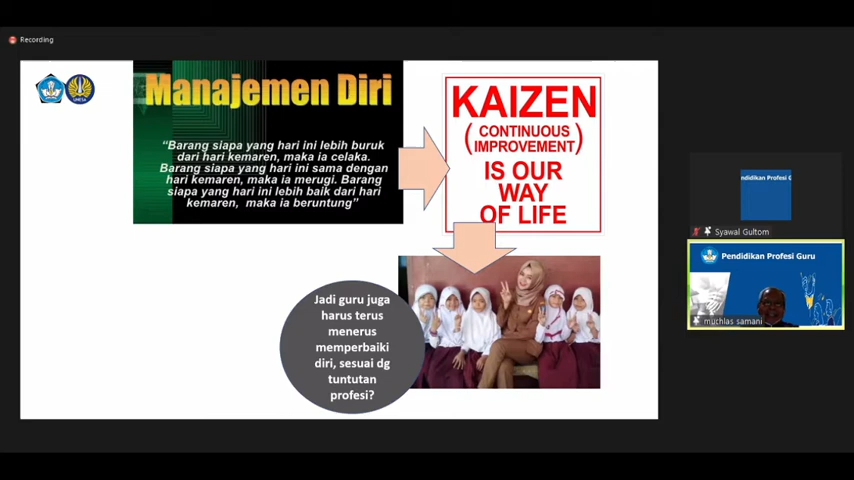 Recording
UNESA
Manajemen Diri
“Barang siapa yang hari ini lebih buruk
dari hari kemaren, maka ia celaka.
Barang siapa yang hari ini sama dengan
hari kemaren, maka ia merugi. Barang
siapa yang hari ini lebih baik dari hari
kemaren, maka ia beruntung”
KAIZEN
(CONTINUOUS
IMPROVEMENT)
IS OUR
WAY
OF LIFE
Jadi guru juga
harus terus
menerus
memperbaiki
diri, sesuai dg
tuntutan
profesi?
ndidikan Profesi G
Syawal Gultom
Pendidikan Profesi Guru
muchlas samani